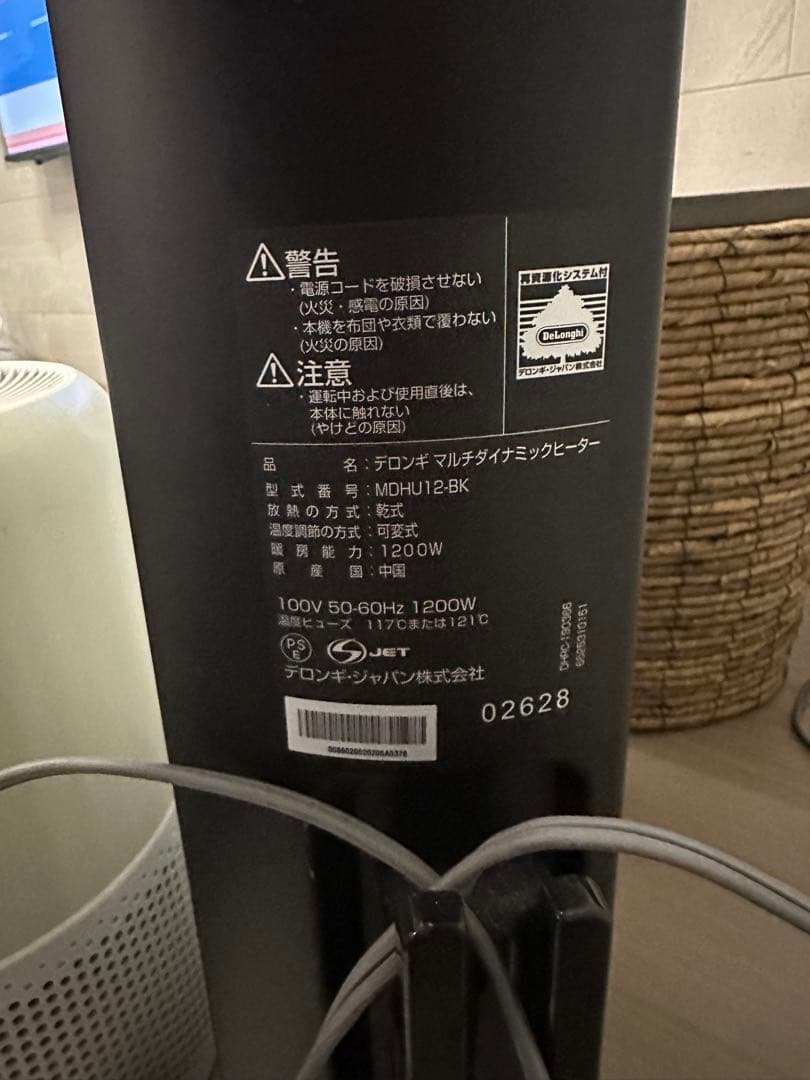 警告
・電源コードを破損させない
(火災・感電の原因)
・本機を布団や衣類で覆わない
(火災の原因)
注意
・運転中および使用直後は、
本体に触れない
(やけどの原因)
再資源化システム付
DeLonghi
デロンギ・ジャパン株式会社
品名：デロンギ マルチダイナミックヒーター
型式番号：MDHU12-BK
放熱の方式：乾式
温度調節の方式：可変式
暖房能力：1200W
原産国：中国
100V 50-60Hz 1200W
温度ヒューズ 117℃または121℃
PS
E
JET
デロンギ・ジャパン株式会社
02628